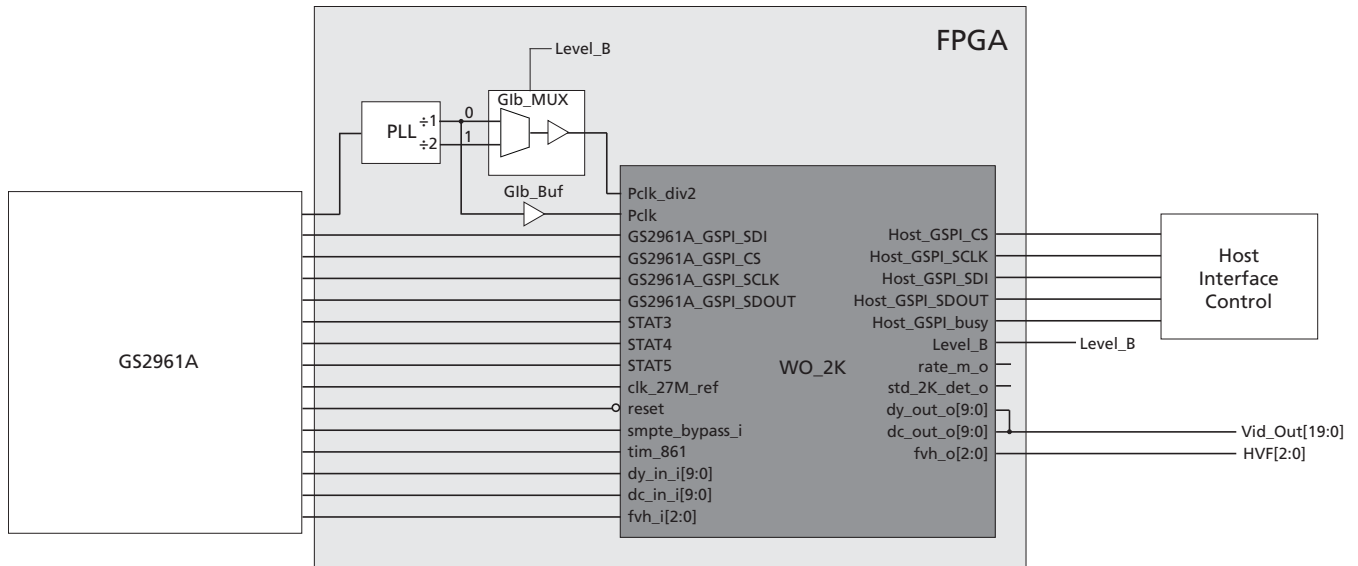 FPGA
Level_B
Glb_MUX
PLL
÷1
÷2
0
1
Glb_Buf
GS2961A
WO_2K
Pclk_div2
Pclk
GS2961A_GSPI_SDI
GS2961A_GSPI_CS
GS2961A_GSPI_SCLK
GS2961A_GSPI_SDOUT
STAT3
STAT4
STAT5
clk_27M_ref
reset
smpte_bypass_i
tim_861
dy_in_i[9:0]
dc_in_i[9:0]
fvh_i[2:0]
Host_GSPI_CS
Host_GSPI_SCLK
Host_GSPI_SDI
Host_GSPI_SDOUT
Host_GSPI_busy
Level_B
rate_m_o
std_2K_det_o
dy_out_o[9:0]
dc_out_o[9:0]
fvh_o[2:0]
Host
Interface
Control
Level_B
Vid_Out[19:0]
HVF[2:0]